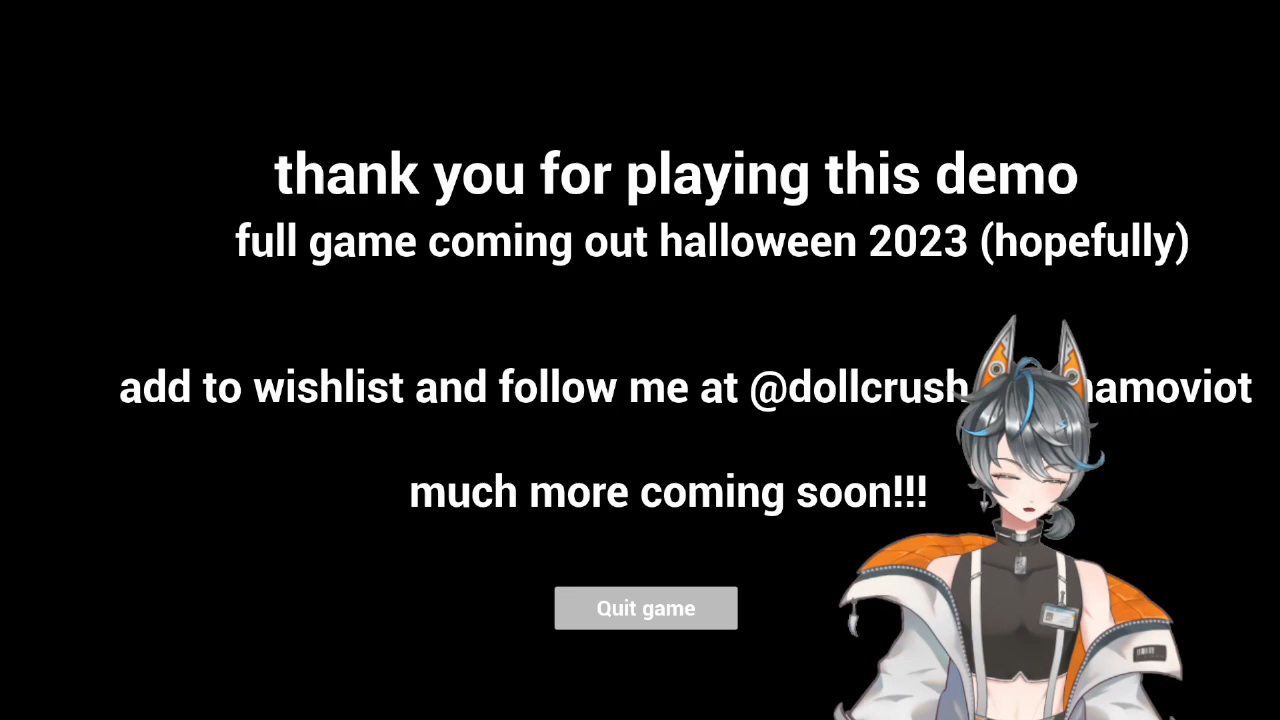 thank you for playing this demo
full game coming out halloween 2023 (hopefully)
add to wishlist and follow me at @dollcrush
much more coming soon!!!
Quit game